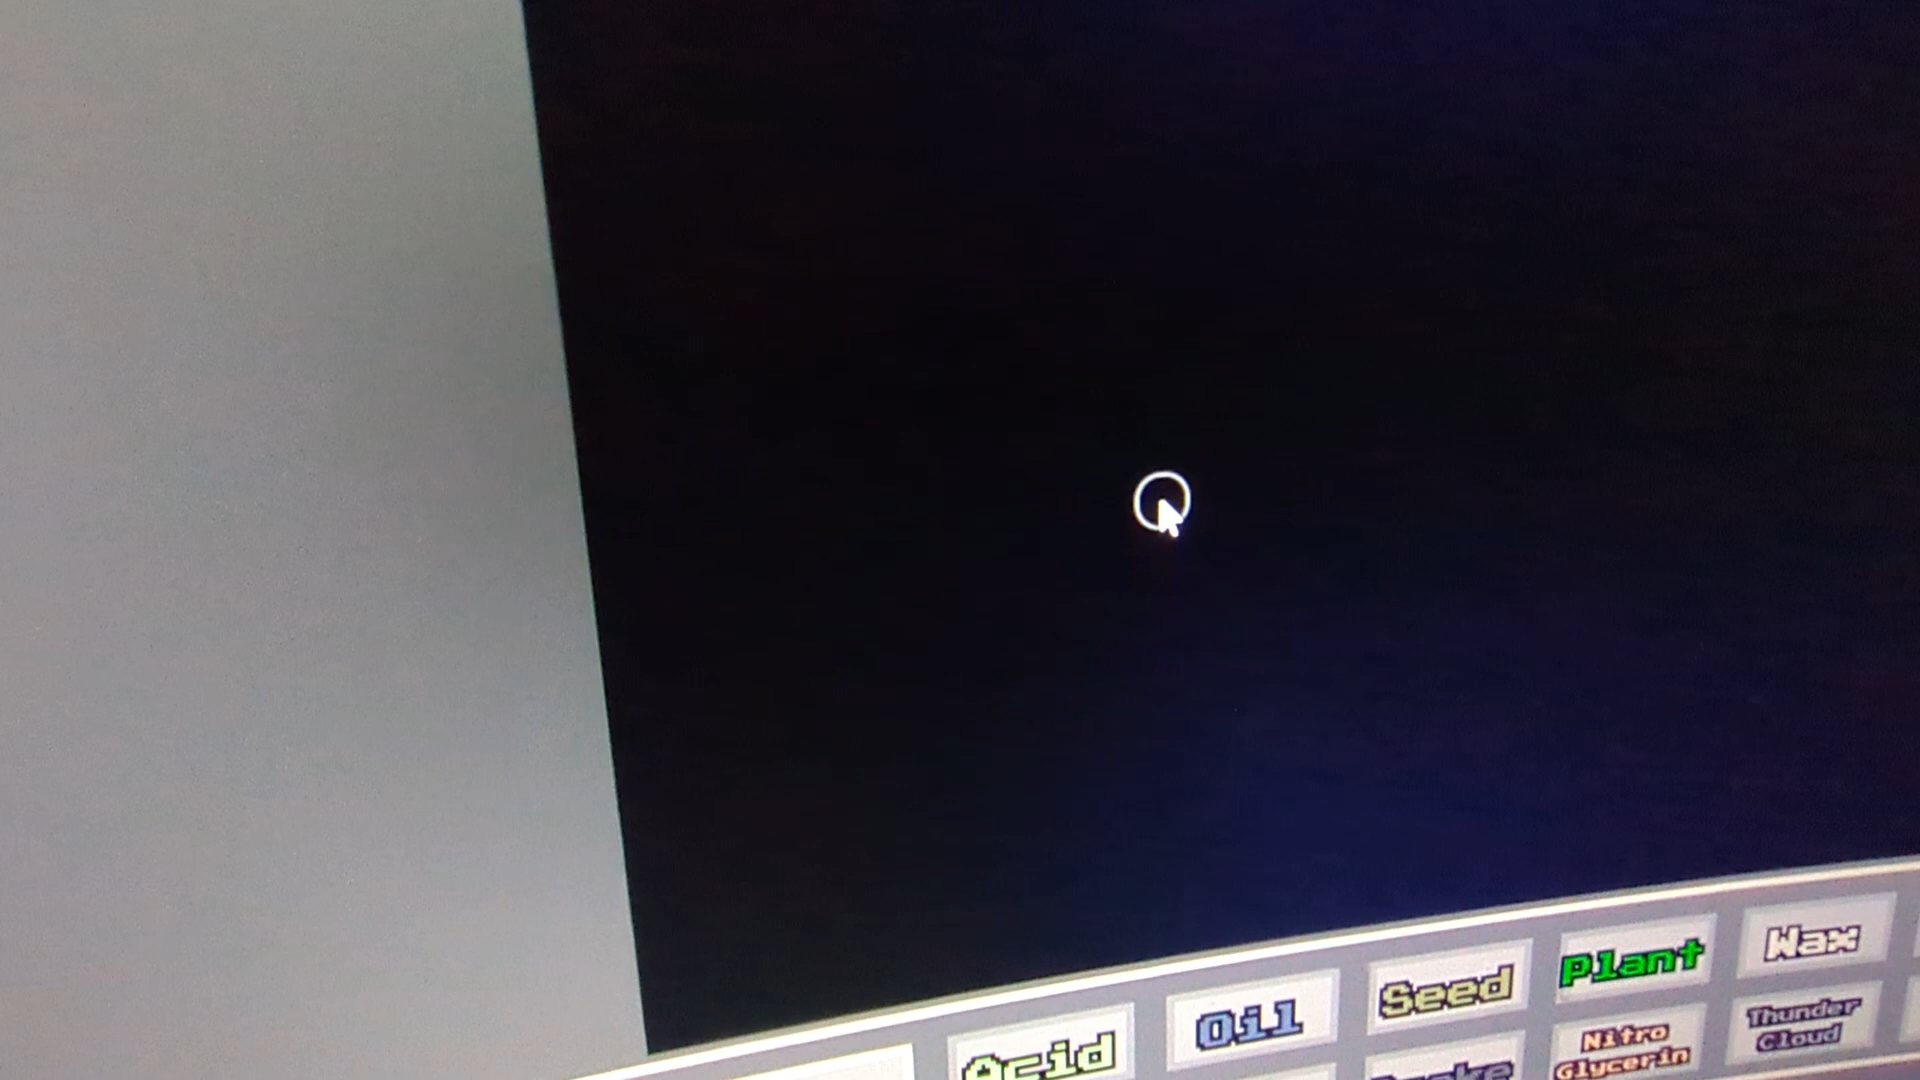 Acid
Oil
Seed
Plant
Wax
Nitro
Glycerin
Thunder
Cloud